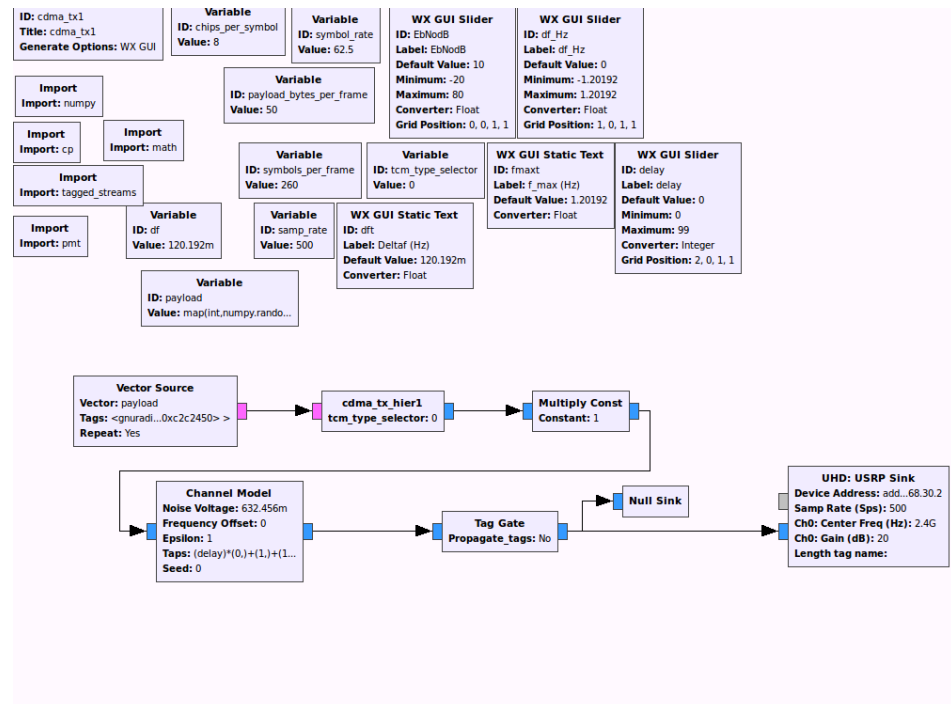 ID: cdma_tx1
Title: cdma_tx1
Generate Options: WX GUI
Variable
ID: chips_per_symbol
Value: 8
Variable
ID: symbol_rate
Value: 62.5
WX GUI Slider
ID: EbNodB
Label: EbNodB
Default Value: 10
Minimum: -20
Maximum: 80
Converter: Float
Grid Position: 0, 0, 1, 1
WX GUI Slider
ID: df_Hz
Label: df_Hz
Default Value: 0
Minimum: -1.20192
Maximum: 1.20192
Converter: Float
Grid Position: 1, 0, 1, 1
Variable
ID: payload_bytes_per_frame
Value: 50
Import
Import: numpy
Import
Import: cp
Import
Import: math
Import
Import: tagged_streams
Import
Import: pmt
Variable
ID: symbols_per_frame
Value: 260
Variable
ID: tcm_type_selector
Value: 0
WX GUI Static Text
ID: fmaxt
Label: f_max (Hz)
Default Value: 1.20192
Converter: Float
WX GUI Slider
ID: delay
Label: delay
Default Value: 0
Minimum: 0
Maximum: 99
Converter: Integer
Grid Position: 2, 0, 1, 1
Variable
ID: df
Value: 120.192m
Variable
ID: samp_rate
Value: 500
WX GUI Static Text
ID: dft
Label: Deltaf (Hz)
Default Value: 120.192m
Converter: Float
Variable
ID: payload
Value: map(int,numpy.rando...
Vector Source
Vector: payload
Tags: <gnuradi...0xc2c2450> >
Repeat: Yes
cdma_tx_hier1
tcm_type_selector: 0
Multiply Const
Constant: 1
Channel Model
Noise Voltage: 632.456m
Frequency Offset: 0
Epsilon: 1
Taps: (delay)*(0,)+(1,)+(1...
Seed: 0
Tag Gate
Propagate_tags: No
Null Sink
UHD: USRP Sink
Device Address: add...68.30.2
Samp Rate (Sps): 500
Ch0: Center Freq (Hz): 2.4G
Ch0: Gain (dB): 20
Length tag name: